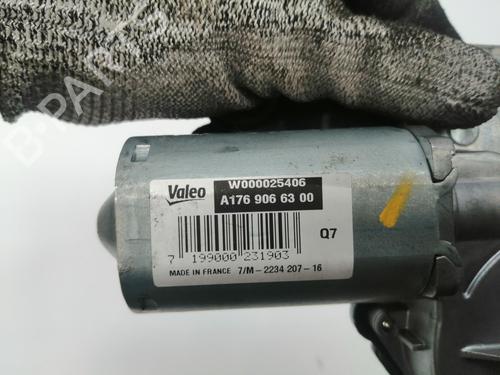 B-PARTS
Valeo
W000025406
A176 906 63 00
Q7
7 199000 231903
MADE IN FRANCE 7/M-2234 207-16